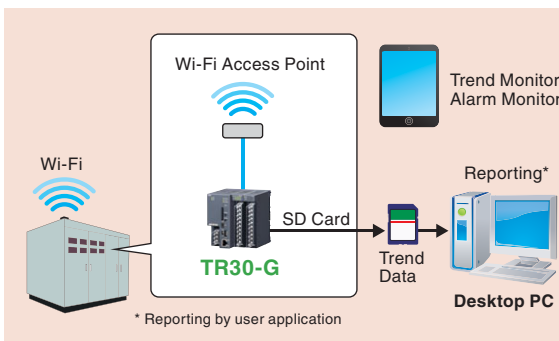 Wi-Fi Access Point
Trend Monitor
Alarm Monitor
Wi-Fi
Reporting*
SD Card
TR30-G
Trend
Data
Desktop PC
* Reporting by user application